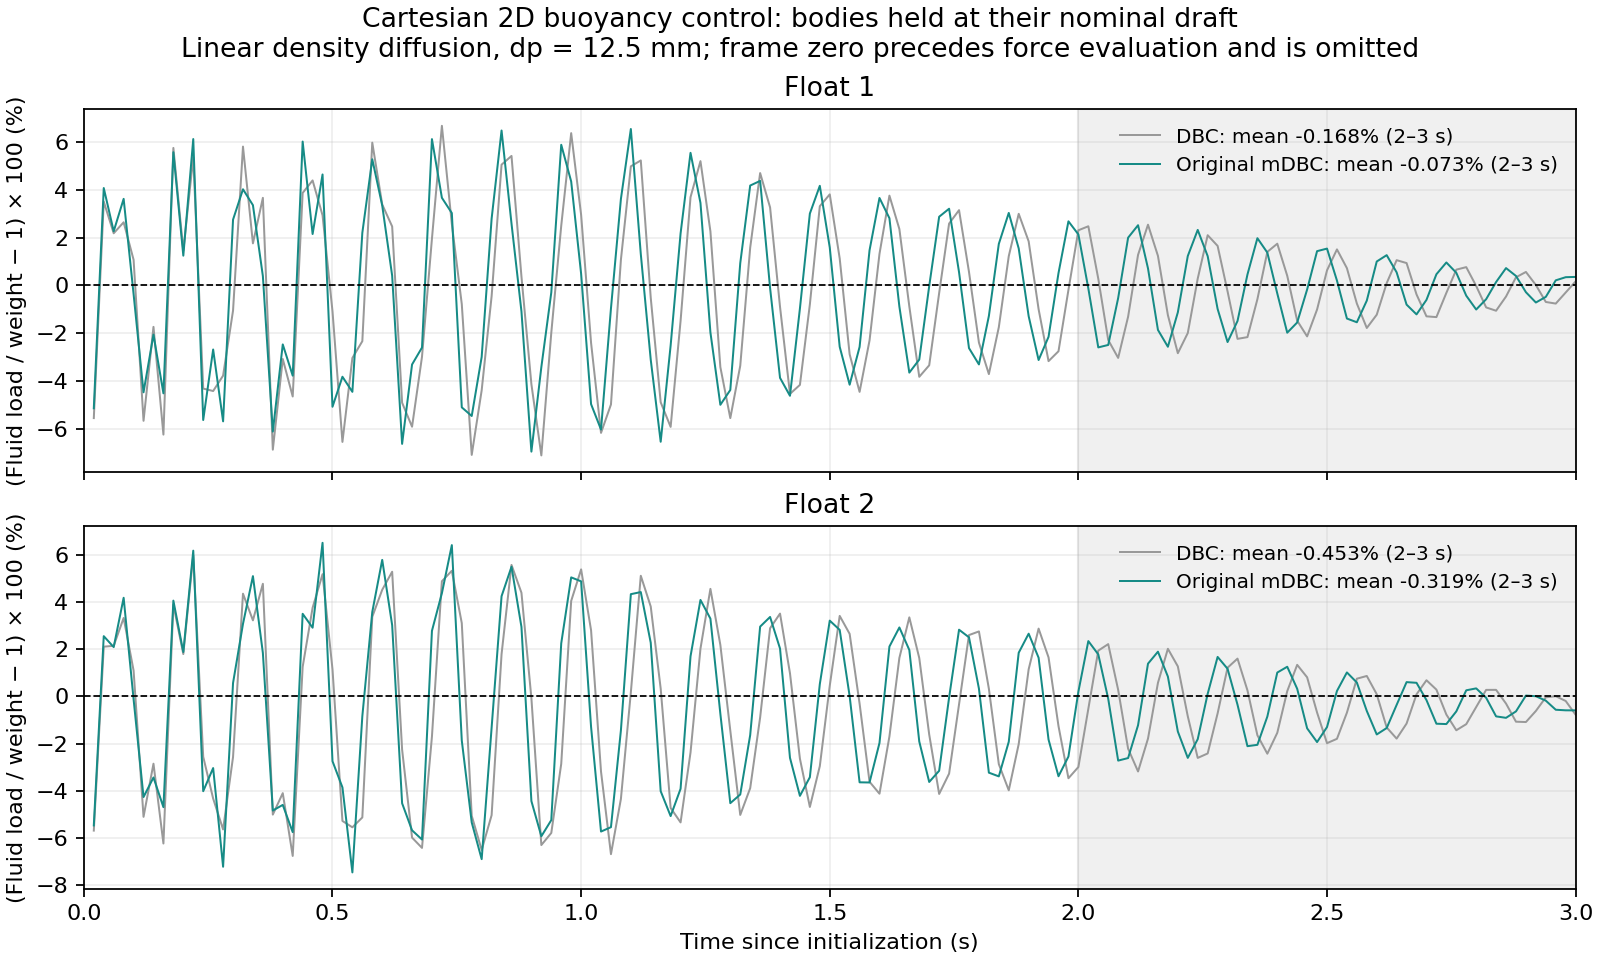 Cartesian 2D buoyancy control: bodies held at their nominal draft
Linear density diffusion, dp = 12.5 mm; frame zero precedes force evaluation and is omitted
Float 1
(Fluid load / weight − 1) × 100 (%)
6
4
2
0
−2
−4
−6
DBC: mean -0.168% (2–3 s)
Original mDBC: mean -0.073% (2–3 s)
Float 2
(Fluid load / weight − 1) × 100 (%)
6
4
2
0
−2
−4
−6
−8
DBC: mean -0.453% (2–3 s)
Original mDBC: mean -0.319% (2–3 s)
0.0 0.5 1.0 1.5 2.0 2.5 3.0
Time since initialization (s)